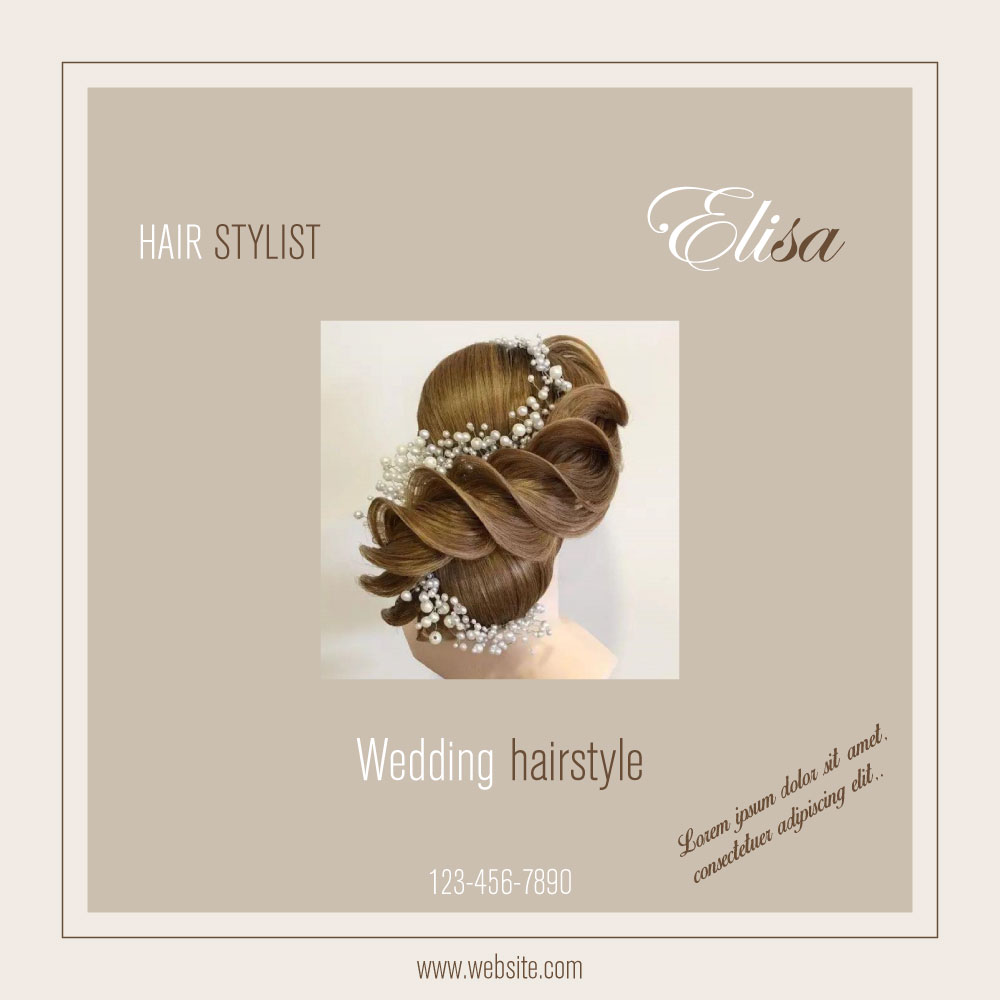 HAIR STYLIST
Elisa
Wedding hairstyle
Lorem ipsum dolor sit amet,
consectetuer adipiscing elit..
123-456-7890
www.website.com